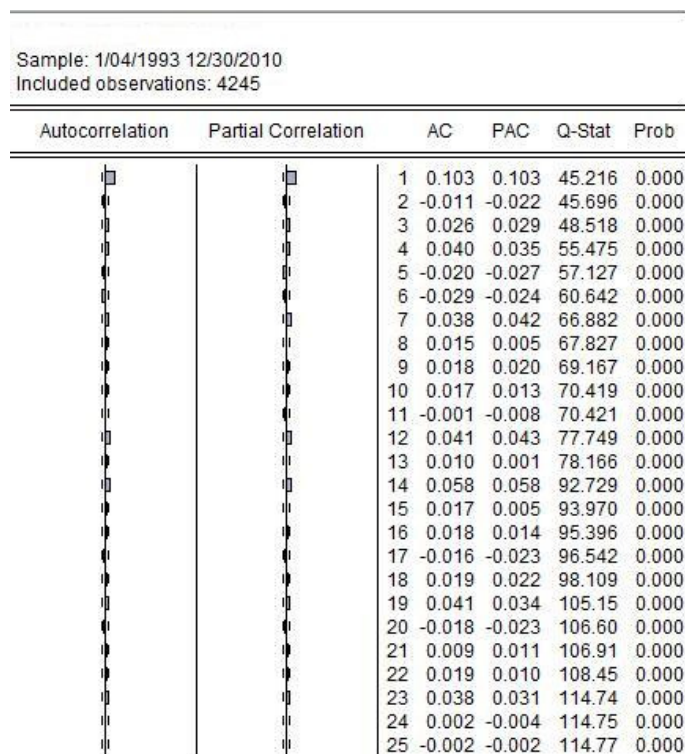 Sample: 1/04/1993 12/30/2010
Included observations: 4245
Autocorrelation Partial Correlation AC PAC Q-Stat Prob
1 0.103 0.103 45.216 0.000
2 -0.011 -0.022 45.696 0.000
3 0.026 0.029 48.518 0.000
4 0.040 0.035 55.475 0.000
5 -0.020 -0.027 57.127 0.000
6 -0.029 -0.024 60.642 0.000
7 0.038 0.042 66.882 0.000
8 0.015 0.005 67.827 0.000
9 0.018 0.020 69.167 0.000
10 0.017 0.013 70.419 0.000
11 -0.001 -0.008 70.421 0.000
12 0.041 0.043 77.749 0.000
13 0.010 0.001 78.166 0.000
14 0.058 0.058 92.729 0.000
15 0.017 0.005 93.970 0.000
16 0.018 0.014 95.396 0.000
17 -0.016 -0.023 96.542 0.000
18 0.019 0.022 98.109 0.000
19 0.041 0.034 105.15 0.000
20 -0.018 -0.023 106.60 0.000
21 0.009 0.011 106.91 0.000
22 0.019 0.010 108.45 0.000
23 0.038 0.031 114.74 0.000
24 0.002 -0.004 114.75 0.000
25 -0.002 -0.002 114.77 0.000